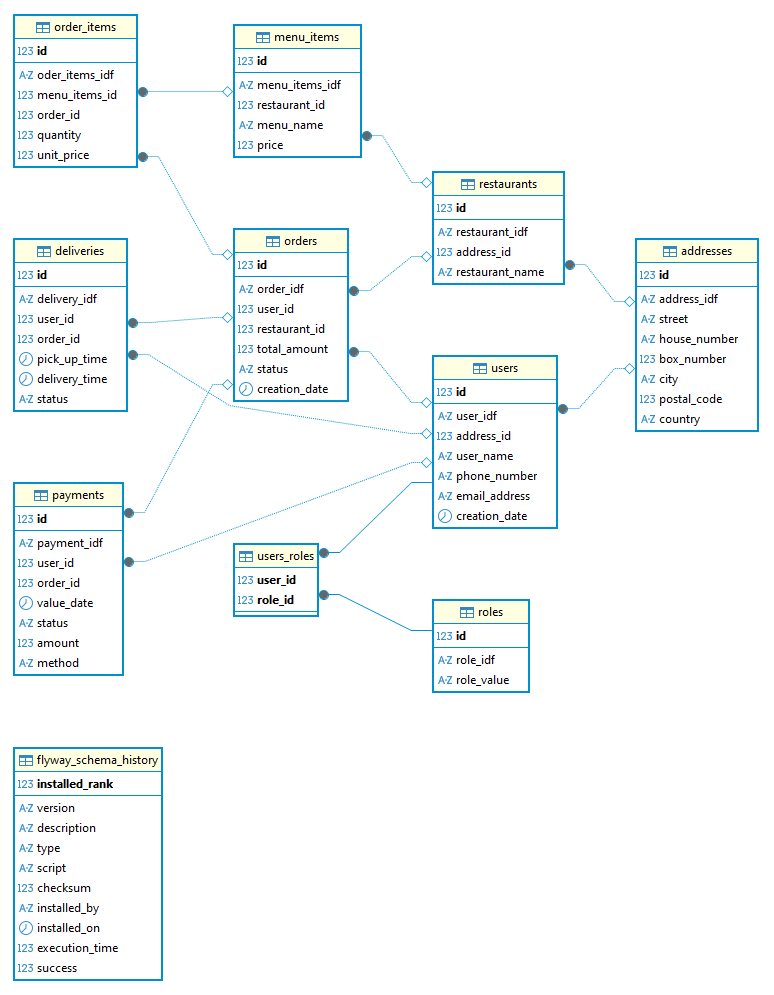 order_items
123 id
A-Z oder_items_idf
123 menu_items_id
123 order_id
123 quantity
123 unit_price
menu_items
123 id
A-Z menu_items_idf
123 restaurant_id
A-Z menu_name
123 price
restaurants
123 id
A-Z restaurant_idf
123 address_id
A-Z restaurant_name
deliveries
123 id
A-Z delivery_idf
123 user_id
123 order_id
pick_up_time
delivery_time
A-Z status
orders
123 id
A-Z order_idf
123 user_id
123 restaurant_id
123 total_amount
A-Z status
creation_date
addresses
123 id
A-Z address_idf
A-Z street
A-Z house_number
123 box_number
A-Z city
123 postal_code
A-Z country
users
123 id
A-Z user_idf
123 address_id
A-Z user_name
A-Z phone_number
A-Z email_address
creation_date
payments
123 id
A-Z payment_idf
123 user_id
123 order_id
value_date
A-Z status
123 amount
A-Z method
users_roles
123 user_id
123 role_id
roles
123 id
A-Z role_idf
A-Z role_value
flyway_schema_history
123 installed_rank
A-Z version
A-Z description
A-Z type
A-Z script
123 checksum
A-Z installed_by
installed_on
123 execution_time
123 success